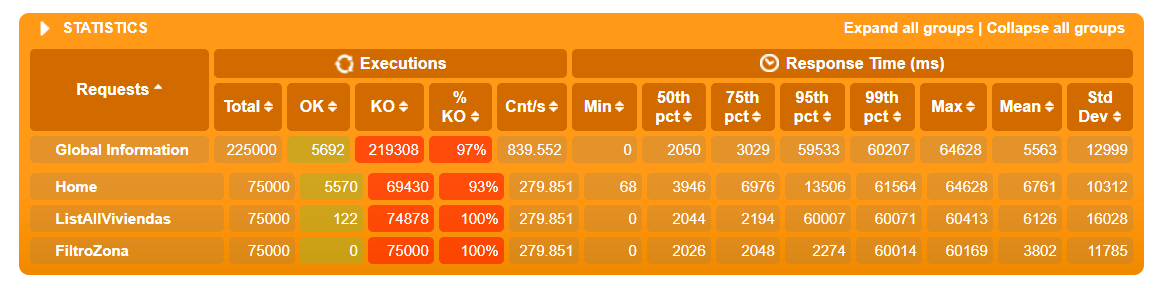 STATISTICS Expand all groups | Collapse all groups
Requests Executions Response Time (ms)
Total OK KO % KO Cnt/s Min 50th pct 75th pct 95th pct 99th pct Max Mean Std Dev
Global Information 225000 5692 219308 97% 839.552 0 2050 3029 59533 60207 64628 5563 12999
Home 75000 5570 69430 93% 279.851 68 3946 6976 13506 61564 64628 6761 10312
ListAllViviendas 75000 122 74878 100% 279.851 0 2044 2194 60007 60071 60413 6126 16028
FiltroZona 75000 0 75000 100% 279.851 0 2026 2048 2274 60014 60169 3802 11785